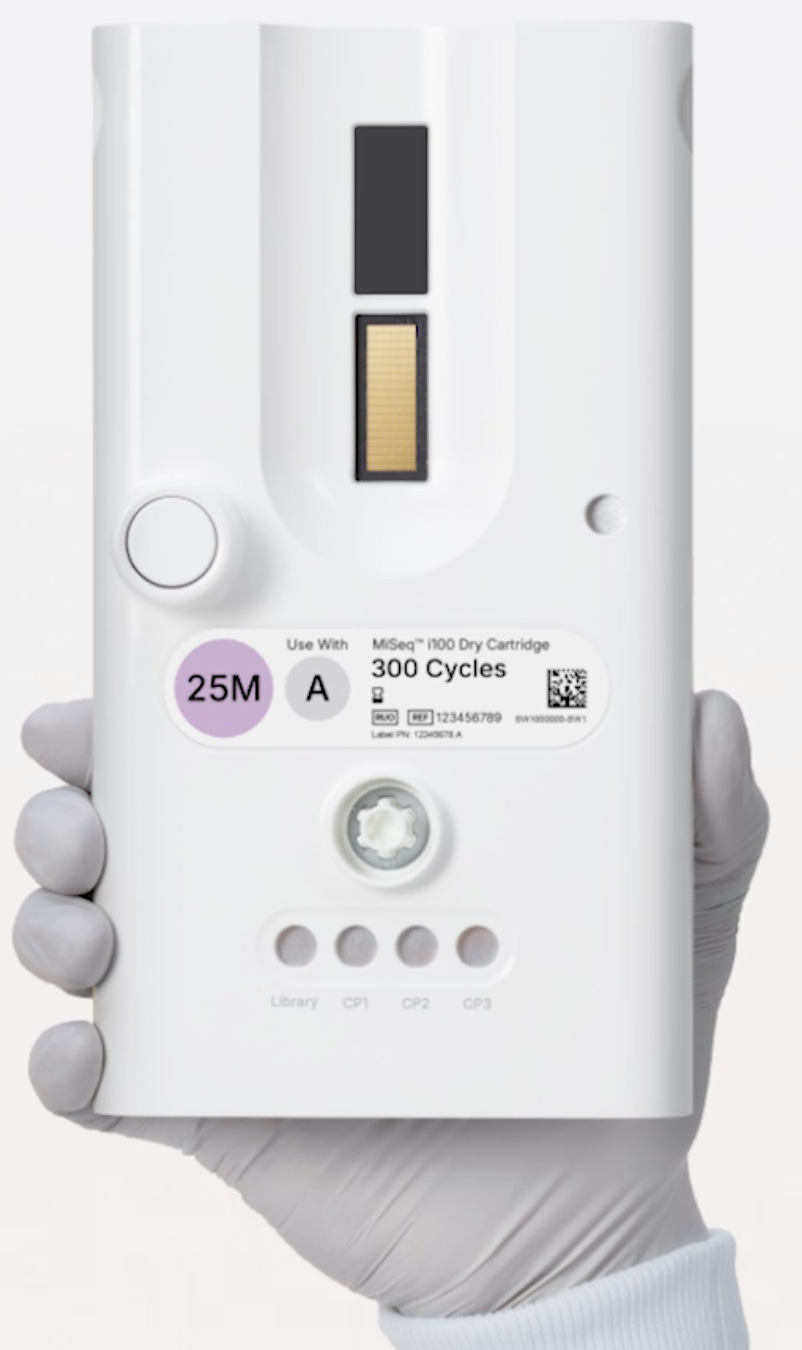 25M
Use With
A
MiSeq™ i100 Dry Cartridge
300 Cycles
RUO REF 123456789
Label PN: 12345678 A
Library CP1 CP2 CP3